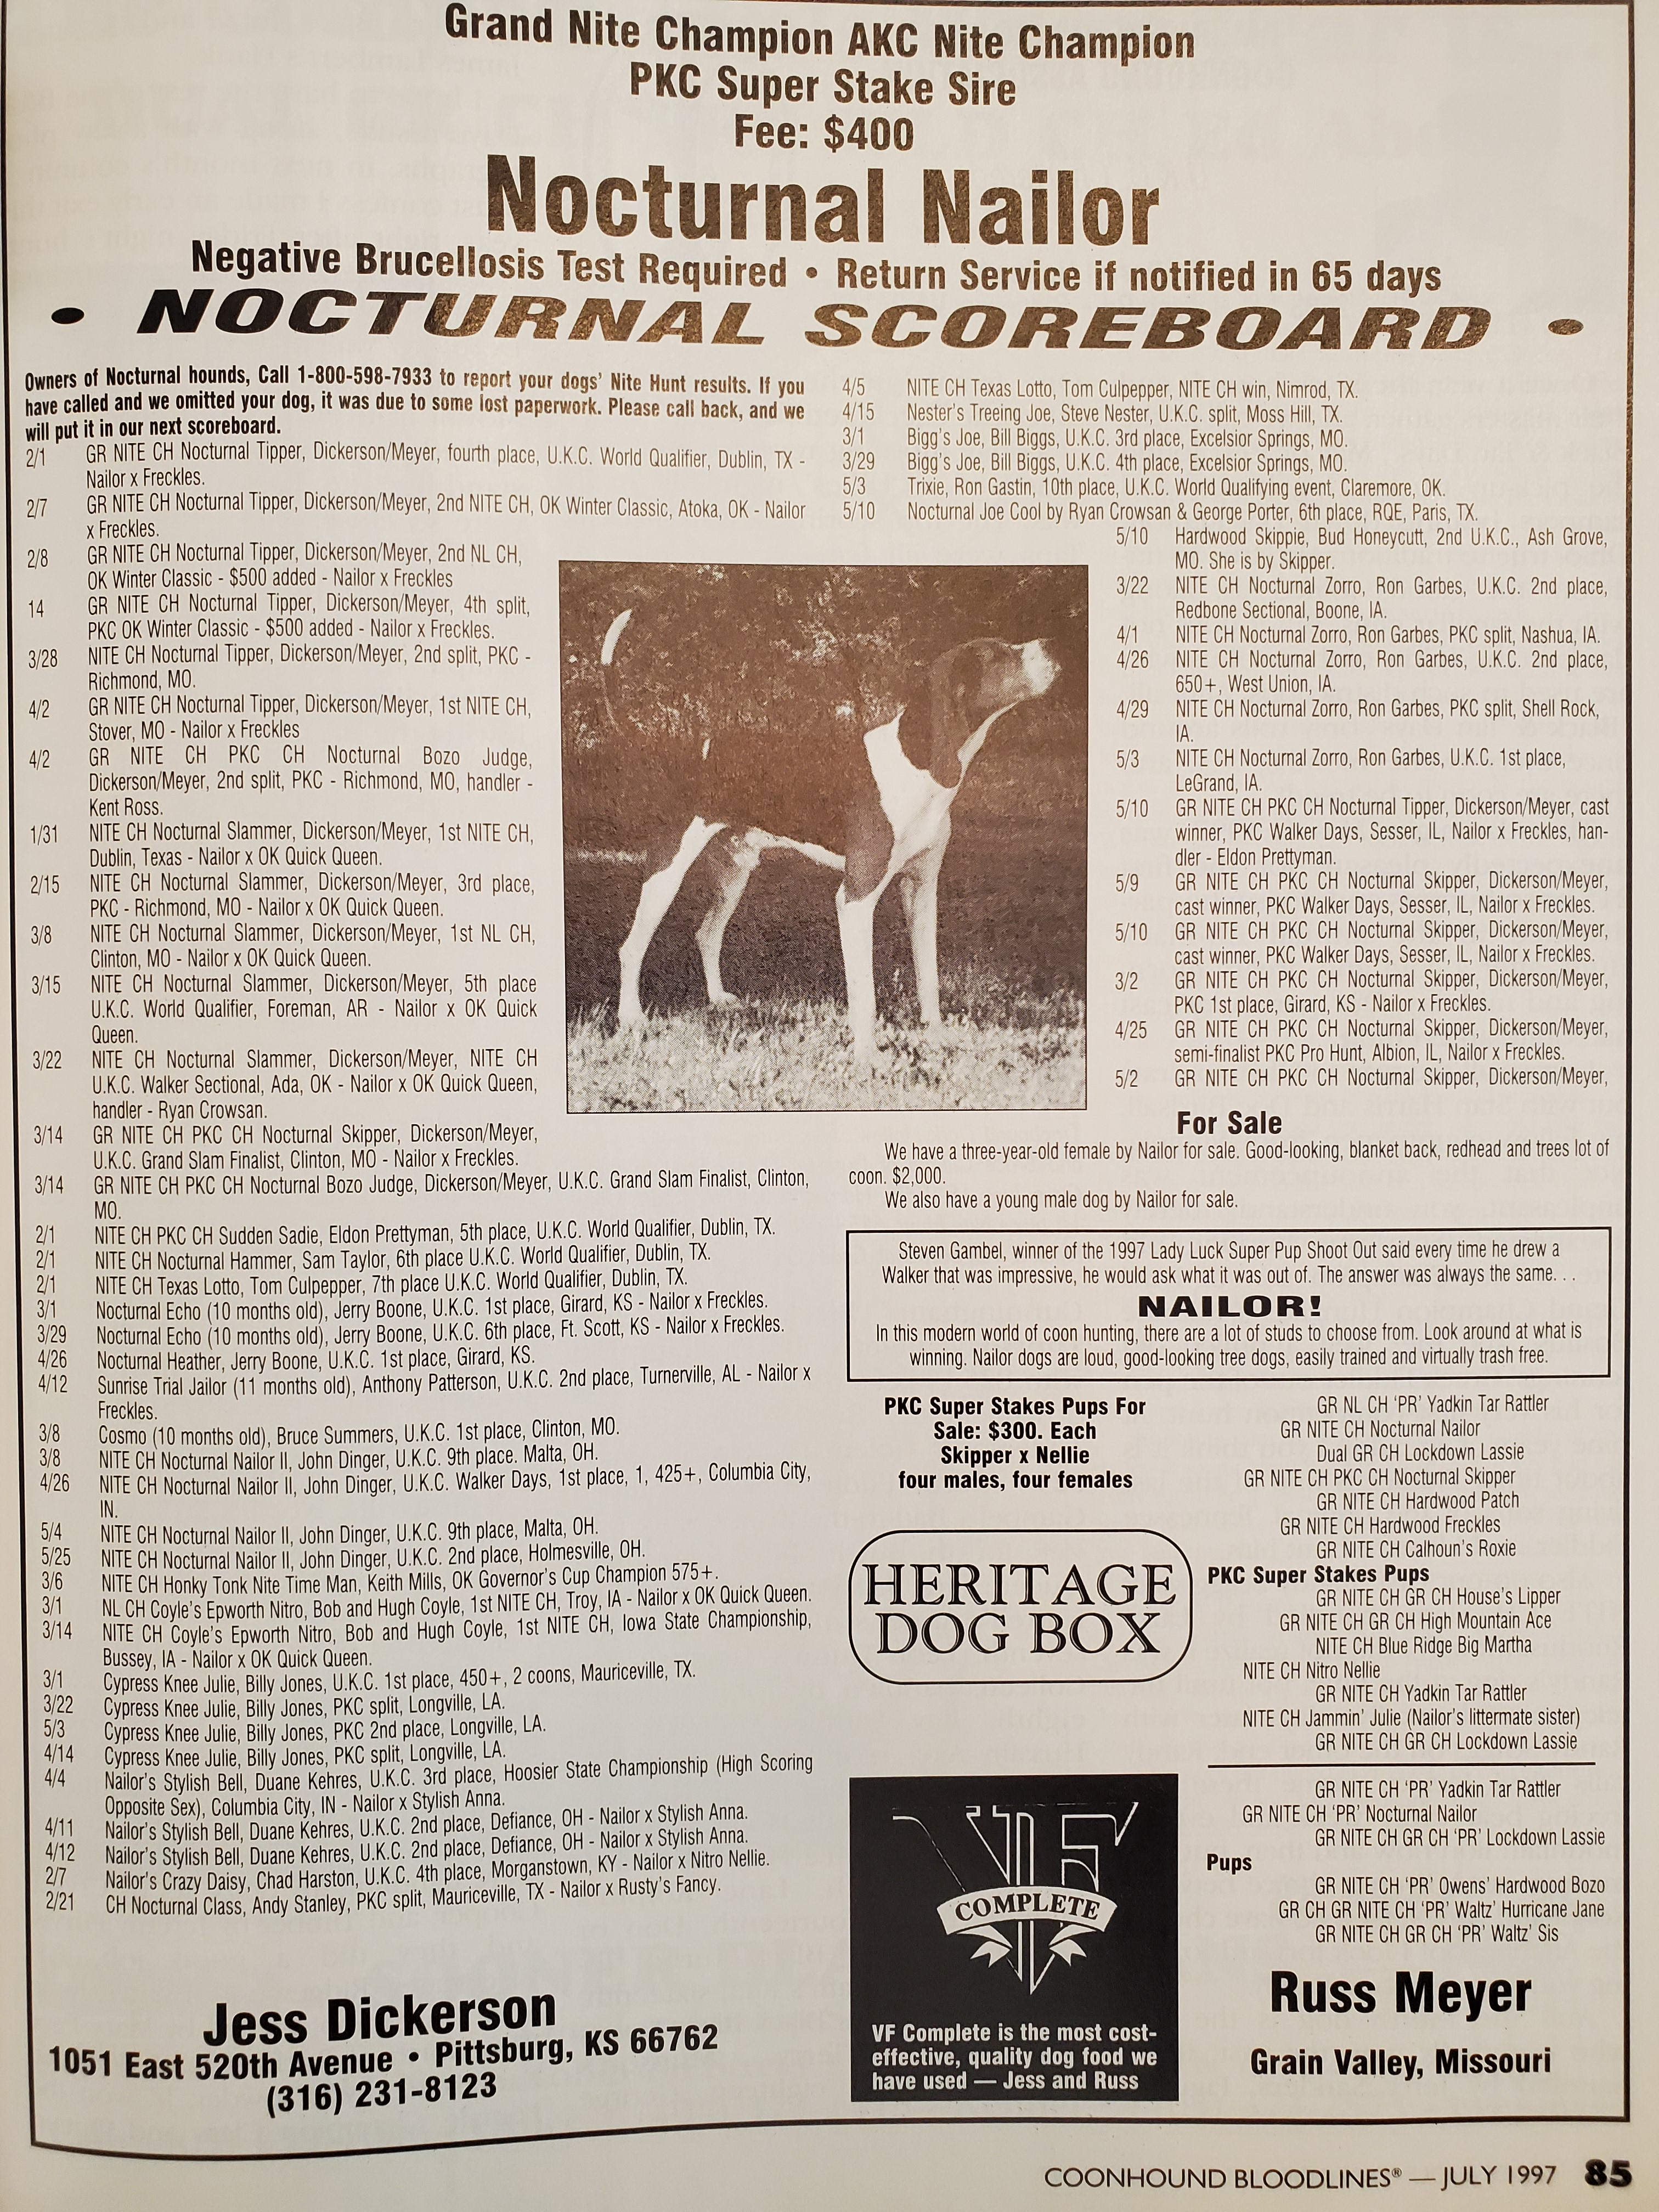 Grand Nite Champion AKC Nite Champion
PKC Super Stake Sire
Fee: $400
Nocturnal Nailor
Negative Brucellosis Test Required • Return Service if notified in 65 days
• NOCTURNAL SCOREBOARD •
Owners of Nocturnal hounds, Call 1-800-598-7933 to report your dogs' Nite Hunt results. If you
have called and we omitted your dog, it was due to some lost paperwork. Please call back, and we
will put it in our next scoreboard.
2/1 GR NITE CH Nocturnal Tipper, Dickerson/Meyer, fourth place, U.K.C. World Qualifier, Dublin, TX -
Nailor x Freckles.
2/7 GR NITE CH Nocturnal Tipper, Dickerson/Meyer, 2nd NITE CH, OK Winter Classic, Atoka, OK - Nailor
x Freckles.
2/8 GR NITE CH Nocturnal Tipper, Dickerson/Meyer, 2nd NL CH,
OK Winter Classic - $500 added - Nailor x Freckles
14 GR NITE CH Nocturnal Tipper, Dickerson/Meyer, 4th split,
PKC OK Winter Classic - $500 added - Nailor x Freckles.
3/28 NITE CH Nocturnal Tipper, Dickerson/Meyer, 2nd split, PKC -
Richmond, MO.
4/2 GR NITE CH Nocturnal Tipper, Dickerson/Meyer, 1st NITE CH,
Stover, MO - Nailor x Freckles
4/2 GR NITE CH PKC CH Nocturnal Bozo Judge,
Dickerson/Meyer, 2nd split, PKC - Richmond, MO, handler -
Kent Ross.
1/31 NITE CH Nocturnal Slammer, Dickerson/Meyer, 1st NITE CH,
Dublin, Texas - Nailor x OK Quick Queen.
2/15 NITE CH Nocturnal Slammer, Dickerson/Meyer, 3rd place,
PKC - Richmond, MO - Nailor x OK Quick Queen.
3/8 NITE CH Nocturnal Slammer, Dickerson/Meyer, 1st NL CH,
Clinton, MO - Nailor x OK Quick Queen.
3/15 NITE CH Nocturnal Slammer, Dickerson/Meyer, 5th place
U.K.C. World Qualifier, Foreman, AR - Nailor x OK Quick
Queen.
3/22 NITE CH Nocturnal Slammer, Dickerson/Meyer, NITE CH
U.K.C. Walker Sectional, Ada, OK - Nailor x OK Quick Queen,
handler - Ryan Crowsan.
3/14 GR NITE CH PKC CH Nocturnal Skipper, Dickerson/Meyer,
U.K.C. Grand Slam Finalist, Clinton, MO - Nailor x Freckles.
3/14 GR NITE CH PKC CH Nocturnal Bozo Judge, Dickerson/Meyer, U.K.C. Grand Slam Finalist, Clinton,
MO.
2/1 NITE CH PKC CH Sudden Sadie, Eldon Prettyman, 5th place, U.K.C. World Qualifier, Dublin, TX.
2/1 NITE CH Nocturnal Hammer, Sam Taylor, 6th place U.K.C. World Qualifier, Dublin, TX.
2/1 NITE CH Texas Lotto, Tom Culpepper, 7th place U.K.C. World Qualifier, Dublin, TX.
3/1 Nocturnal Echo (10 months old), Jerry Boone, U.K.C. 1st place, Girard, KS - Nailor x Freckles.
3/29 Nocturnal Echo (10 months old), Jerry Boone, U.K.C. 6th place, Ft. Scott, KS - Nailor x Freckles.
4/26 Nocturnal Heather, Jerry Boone, U.K.C. 1st place, Girard, KS.
4/12 Sunrise Trial Jailor (11 months old), Anthony Patterson, U.K.C. 2nd place, Turnerville, AL - Nailor x
Freckles.
3/8 Cosmo (10 months old), Bruce Summers, U.K.C. 1st place, Clinton, MO.
3/8 NITE CH Nocturnal Nailor II, John Dinger, U.K.C. 9th place. Malta, OH.
4/26 NITE CH Nocturnal Nailor II, John Dinger, U.K.C. Walker Days, 1st place, 1, 425+, Columbia City,
IN.
5/4 NITE CH Nocturnal Nailor II, John Dinger, U.K.C. 9th place, Malta, OH.
5/25 NITE CH Nocturnal Nailor II, John Dinger, U.K.C. 2nd place, Holmesville, OH.
3/6 NITE CH Honky Tonk Nite Time Man, Keith Mills, OK Governor's Cup Champion 575+.
3/1 NL CH Coyle's Epworth Nitro, Bob and Hugh Coyle, 1st NITE CH, Troy, IA - Nailor x OK Quick Queen.
3/14 NITE CH Coyle's Epworth Nitro, Bob and Hugh Coyle, 1st NITE CH, Iowa State Championship,
Bussey, IA - Nailor x OK Quick Queen.
3/1 Cypress Knee Julie, Billy Jones, U.K.C. 1st place, 450+, 2 coons, Mauriceville, TX.
3/22 Cypress Knee Julie, Billy Jones, PKC split, Longville, LA.
5/3 Cypress Knee Julie, Billy Jones, PKC 2nd place, Longville, LA.
4/14 Cypress Knee Julie, Billy Jones, PKC split, Longville, LA.
4/4 Nailor's Stylish Bell, Duane Kehres, U.K.C. 3rd place, Hoosier State Championship (High Scoring
Opposite Sex), Columbia City, IN - Nailor x Stylish Anna.
4/11 Nailor's Stylish Bell, Duane Kehres, U.K.C. 2nd place, Defiance, OH - Nailor x Stylish Anna.
4/12 Nailor's Stylish Bell, Duane Kehres, U.K.C. 2nd place, Defiance, OH - Nailor x Stylish Anna.
2/7 Nailor's Crazy Daisy, Chad Harston, U.K.C. 4th place, Morganstown, KY - Nailor x Nitro Nellie.
2/21 CH Nocturnal Class, Andy Stanley, PKC split, Mauriceville, TX - Nailor x Rusty's Fancy.
Jess Dickerson
1051 East 520th Avenue • Pittsburg, KS 66762
(316) 231-8123
4/5 NITE CH Texas Lotto, Tom Culpepper, NITE CH win, Nimrod, TX.
4/15 Nester's Treeing Joe, Steve Nester, U.K.C. split, Moss Hill, TX.
3/1 Bigg's Joe, Bill Biggs, U.K.C. 3rd place, Excelsior Springs, MO.
3/29 Bigg's Joe, Bill Biggs, U.K.C. 4th place, Excelsior Springs, MO.
5/3 Trixie, Ron Gastin, 10th place, U.K.C. World Qualifying event, Claremore, OK.
5/10 Nocturnal Joe Cool by Ryan Crowsan & George Porter, 6th place, RQE, Paris, TX.
5/10 Hardwood Skippie, Bud Honeycutt, 2nd U.K.C., Ash Grove,
MO. She is by Skipper.
3/22 NITE CH Nocturnal Zorro, Ron Garbes, U.K.C. 2nd place,
Redbone Sectional, Boone, IA.
4/1 NITE CH Nocturnal Zorro, Ron Garbes, PKC split, Nashua, IA.
4/26 NITE CH Nocturnal Zorro, Ron Garbes, U.K.C. 2nd place,
650+, West Union, IA.
4/29 NITE CH Nocturnal Zorro, Ron Garbes, PKC split, Shell Rock,
IA.
5/3 NITE CH Nocturnal Zorro, Ron Garbes, U.K.C. 1st place,
LeGrand, IA.
5/10 GR NITE CH PKC CH Nocturnal Tipper, Dickerson/Meyer, cast
winner, PKC Walker Days, Sesser, IL, Nailor x Freckles, han-
dler - Eldon Prettyman.
5/9 GR NITE CH PKC CH Nocturnal Skipper, Dickerson/Meyer,
cast winner, PKC Walker Days, Sesser, IL, Nailor x Freckles.
5/10 GR NITE CH PKC CH Nocturnal Skipper, Dickerson/Meyer,
cast winner, PKC Walker Days, Sesser, IL, Nailor x Freckles.
3/2 GR NITE CH PKC CH Nocturnal Skipper, Dickerson/Meyer,
PKC 1st place, Girard, KS - Nailor x Freckles.
4/25 GR NITE CH PKC CH Nocturnal Skipper, Dickerson/Meyer,
semi-finalist PKC Pro Hunt, Albion, IL, Nailor x Freckles.
5/2 GR NITE CH PKC CH Nocturnal Skipper, Dickerson/Meyer,
For Sale
We have a three-year-old female by Nailor for sale. Good-looking, blanket back, redhead and trees lot of
coon. $2,000.
We also have a young male dog by Nailor for sale.
Steven Gambel, winner of the 1997 Lady Luck Super Pup Shoot Out said every time he drew a
Walker that was impressive, he would ask what it was out of. The answer was always the same. . .
NAILOR!
In this modern world of coon hunting, there are a lot of studs to choose from. Look around at what is
winning. Nailor dogs are loud, good-looking tree dogs, easily trained and virtually trash free.
PKC Super Stakes Pups For
Sale: $300. Each
Skipper x Nellie
four males, four females
HERITAGE
DOG BOX
VF
COMPLETE
VF Complete is the most cost-
effective, quality dog food we
have used — Jess and Russ
GR NL CH 'PR' Yadkin Tar Rattler
GR NITE CH Nocturnal Nailor
Dual GR CH Lockdown Lassie
GR NITE CH PKC CH Nocturnal Skipper
GR NITE CH Hardwood Patch
GR NITE CH Hardwood Freckles
GR NITE CH Calhoun's Roxie
PKC Super Stakes Pups
GR NITE CH GR CH House's Lipper
GR NITE CH GR CH High Mountain Ace
NITE CH Blue Ridge Big Martha
NITE CH Nitro Nellie
GR NITE CH Yadkin Tar Rattler
NITE CH Jammin' Julie (Nailor's littermate sister)
GR NITE CH GR CH Lockdown Lassie
GR NITE CH 'PR' Yadkin Tar Rattler
GR NITE CH 'PR' Nocturnal Nailor
GR NITE CH GR CH 'PR' Lockdown Lassie
Pups
GR NITE CH 'PR' Owens' Hardwood Bozo
GR CH GR NITE CH 'PR' Waltz' Hurricane Jane
GR NITE CH GR CH 'PR' Waltz' Sis
Russ Meyer
Grain Valley, Missouri
COONHOUND BLOODLINES® — JULY 1997 85